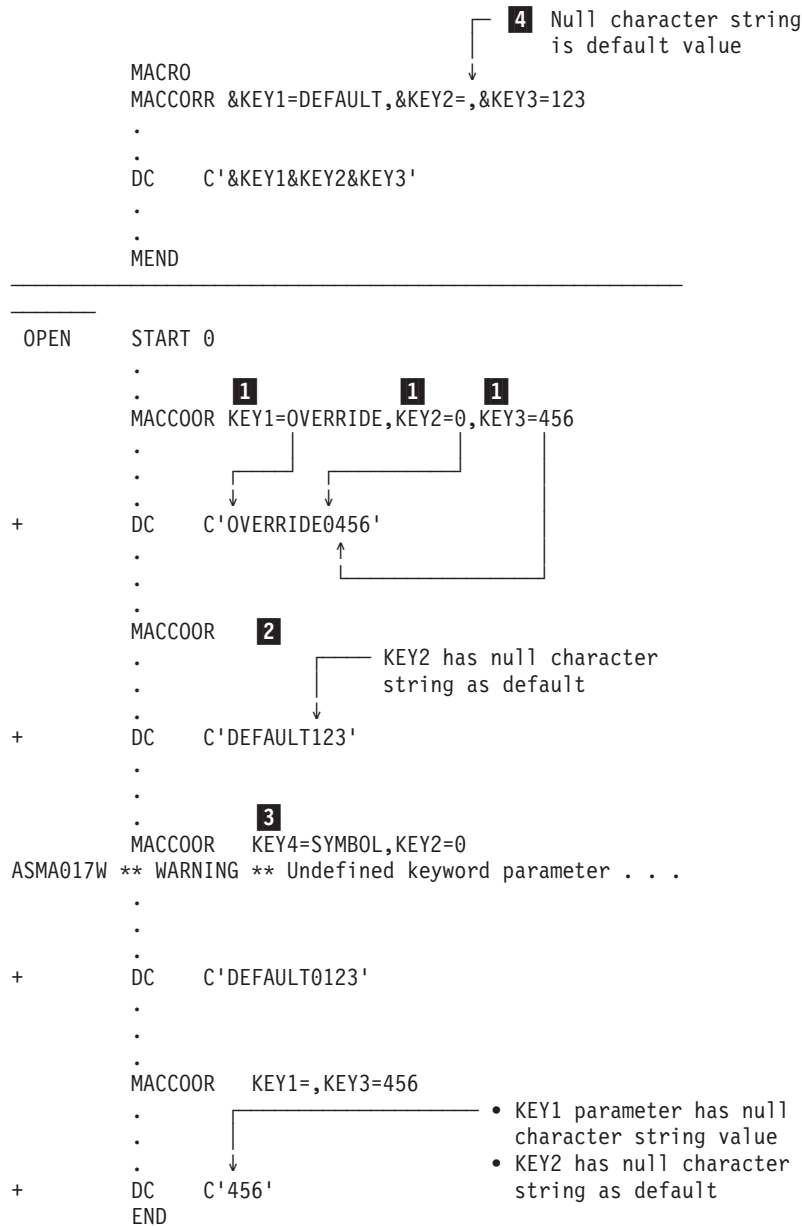 4 Null character string
is default value
MACRO
MACCORR &KEY1=DEFAULT,&KEY2=,&KEY3=123
.
.
DC C'&KEY1&KEY2&KEY3'
.
.
MEND
OPEN START 0
.
. 1 1 1
MACCOOR KEY1=OVERRIDE,KEY2=0,KEY3=456
.
.
.
+ DC C'OVERRIDE0456'
.
.
.
MACCOOR 2
. KEY2 has null character
. string as default
.
+ DC C'DEFAULT123'
.
.
. 3
MACCOOR KEY4=SYMBOL,KEY2=0
ASMA017W ** WARNING ** Undefined keyword parameter . . .
.
.
.
+ DC C'DEFAULT0123'
.
.
.
MACCOOR KEY1=,KEY3=456
. • KEY1 parameter has null
. character string value
. • KEY2 has null character
+ DC C'456' string as default
END